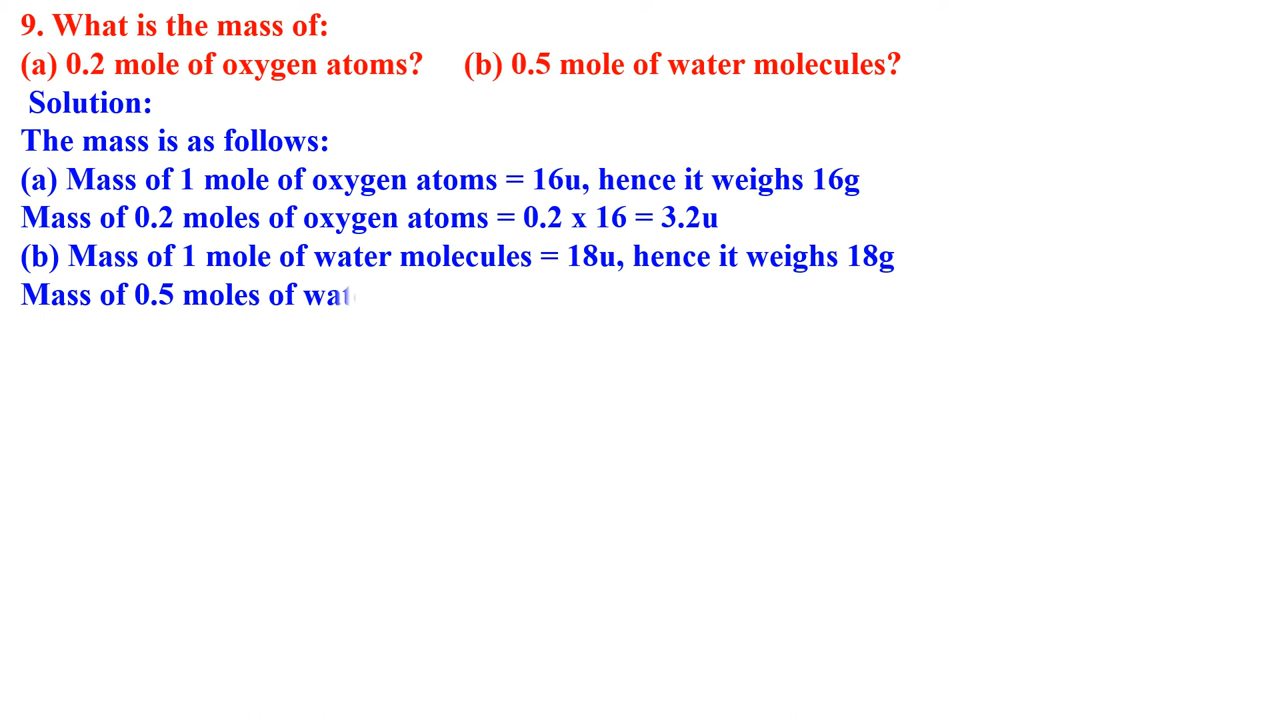 9. What is the mass of:
(a) 0.2 mole of oxygen atoms? (b) 0.5 mole of water molecules?
Solution:
The mass is as follows:
(a) Mass of 1 mole of oxygen atoms = 16u, hence it weighs 16g
Mass of 0.2 moles of oxygen atoms = 0.2 x 16 = 3.2u
(b) Mass of 1 mole of water molecules = 18u, hence it weighs 18g
Mass of 0.5 moles of wat